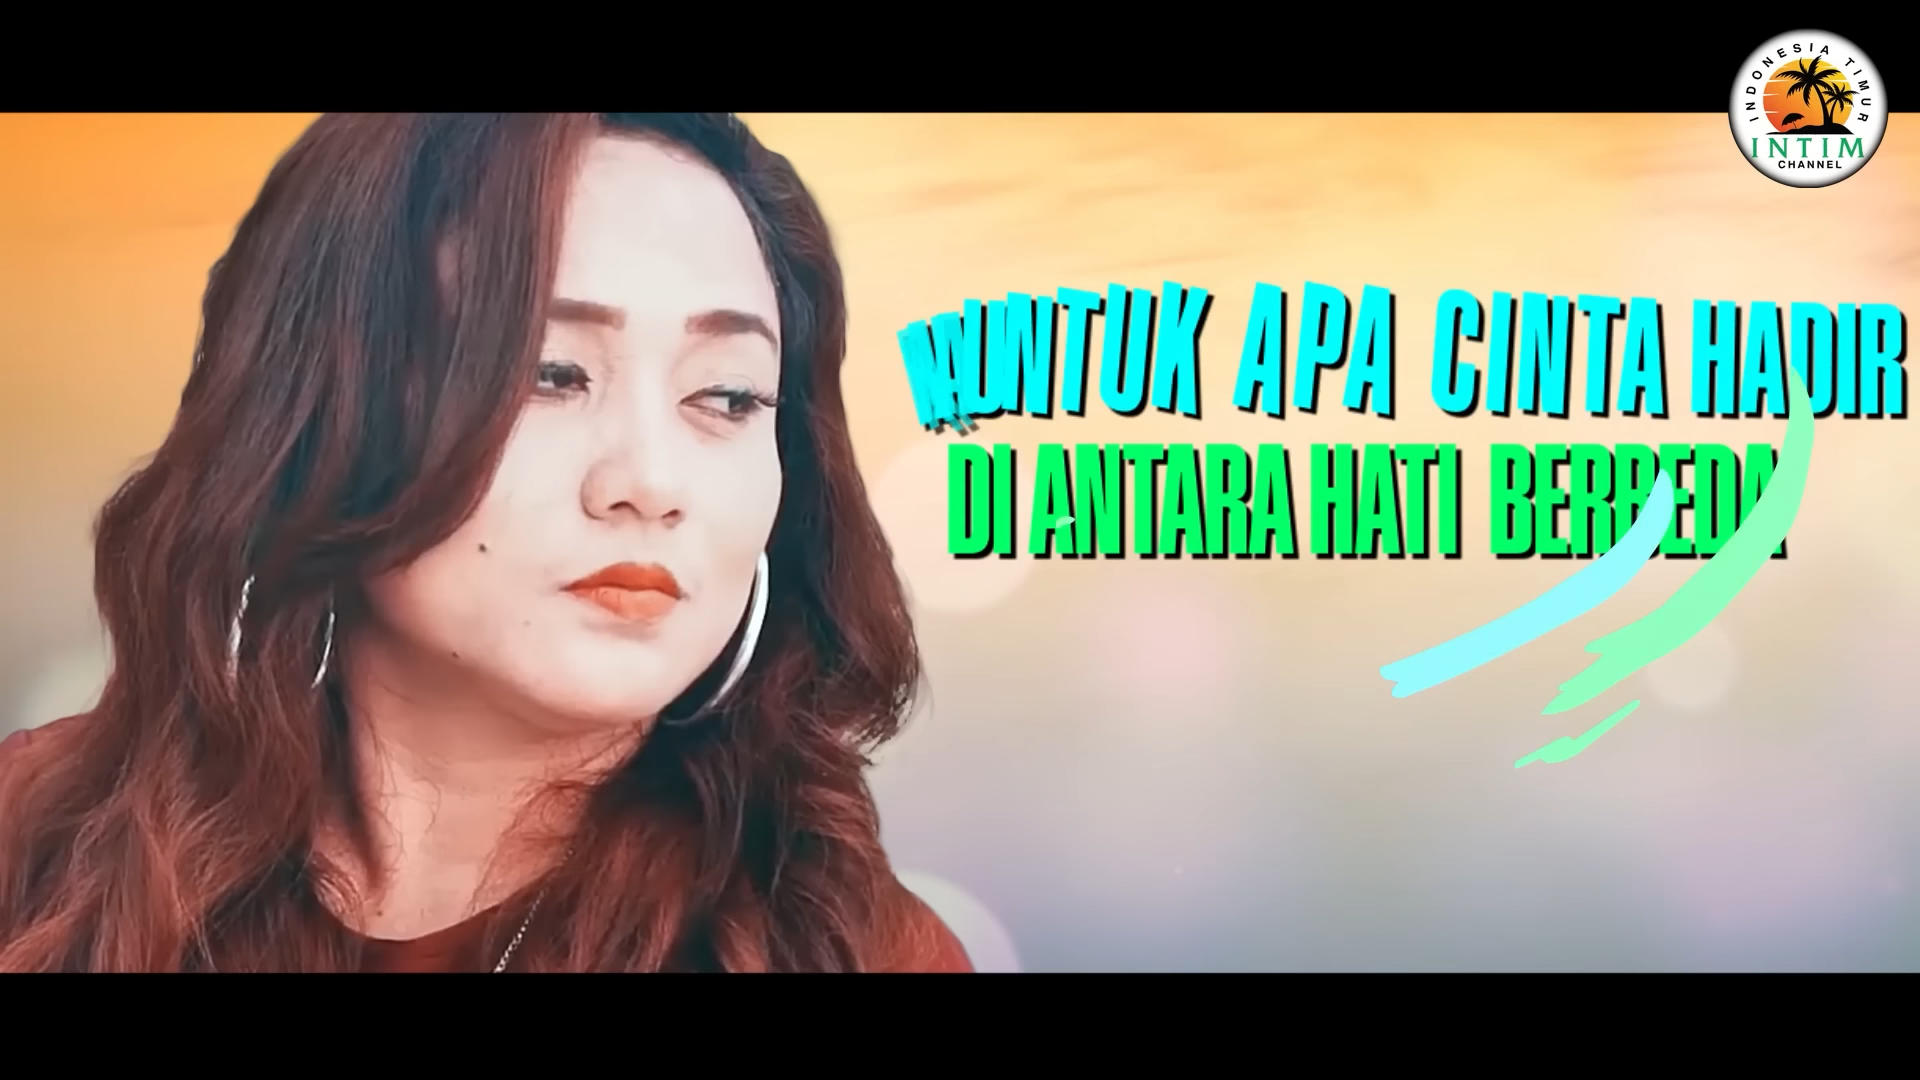 INDONESIA TIMUR
INTIM
CHANNEL
UNTUK APA CINTA HADIR
DI ANTARA HATI BERBEDA